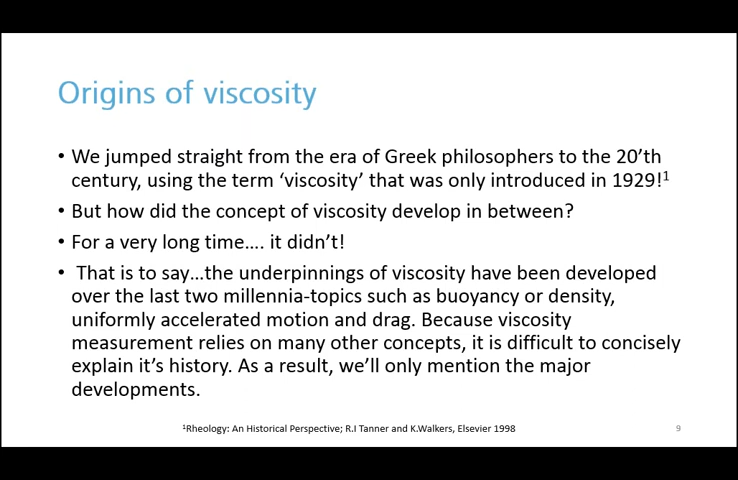 Origins of viscosity
• We jumped straight from the era of Greek philosophers to the 20’th
century, using the term ‘viscosity’ that was only introduced in 1929!¹
• But how did the concept of viscosity develop in between?
• For a very long time…. it didn’t!
• That is to say…the underpinnings of viscosity have been developed
over the last two millennia-topics such as buoyancy or density,
uniformly accelerated motion and drag. Because viscosity
measurement relies on many other concepts, it is difficult to concisely
explain it’s history. As a result, we’ll only mention the major
developments.
¹Rheology: An Historical Perspective; R.I Tanner and K.Walkers, Elsevier 1998
9